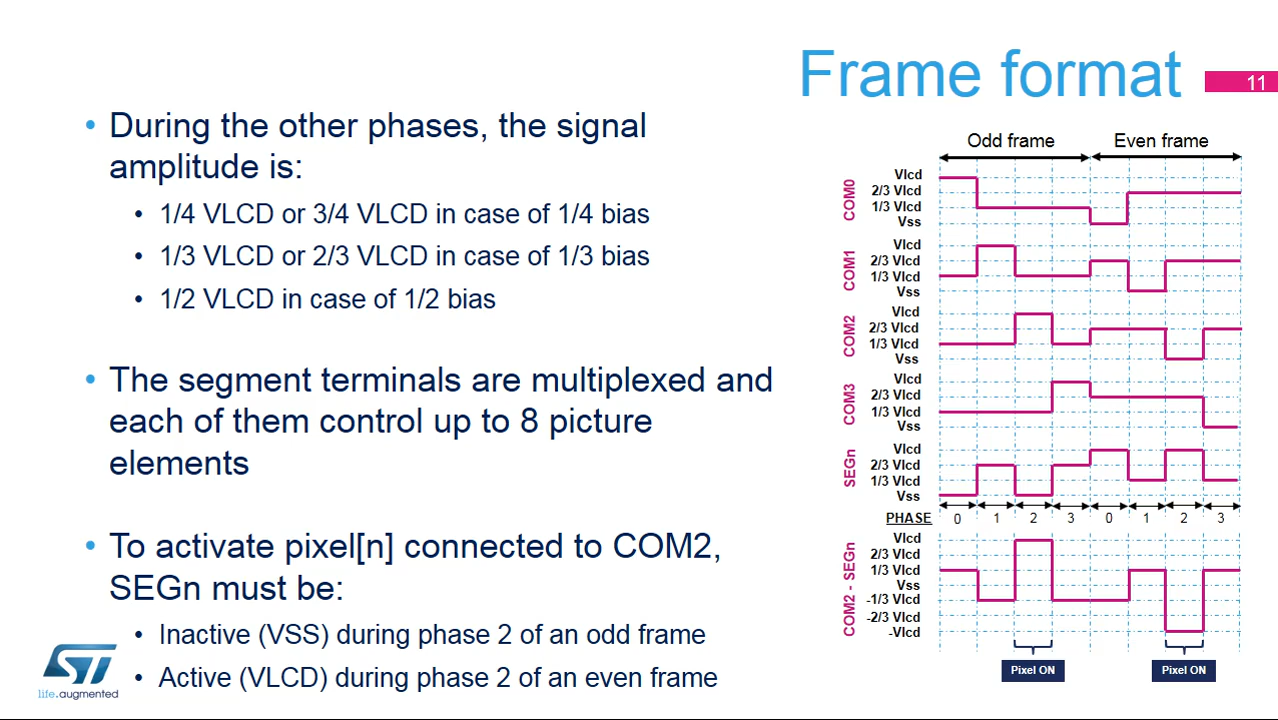 Frame format
11
• During the other phases, the signal
amplitude is:
• 1/4 VLCD or 3/4 VLCD in case of 1/4 bias
• 1/3 VLCD or 2/3 VLCD in case of 1/3 bias
• 1/2 VLCD in case of 1/2 bias
• The segment terminals are multiplexed and
each of them control up to 8 picture
elements
• To activate pixel[n] connected to COM2,
SEGn must be:
• Inactive (VSS) during phase 2 of an odd frame
• Active (VLCD) during phase 2 of an even frame
ST
life.augmented
Odd frame
Even frame
COM0
Vlcd
2/3 Vlcd
1/3 Vlcd
Vss
COM1
Vlcd
2/3 Vlcd
1/3 Vlcd
Vss
COM2
Vlcd
2/3 Vlcd
1/3 Vlcd
Vss
COM3
Vlcd
2/3 Vlcd
1/3 Vlcd
Vss
SEGn
Vlcd
2/3 Vlcd
1/3 Vlcd
Vss
PHASE 0 1 2 3 0 1 2 3
COM2 - SEGn
Vlcd
2/3 Vlcd
1/3 Vlcd
Vss
-1/3 Vlcd
-2/3 Vlcd
-Vlcd
Pixel ON
Pixel ON